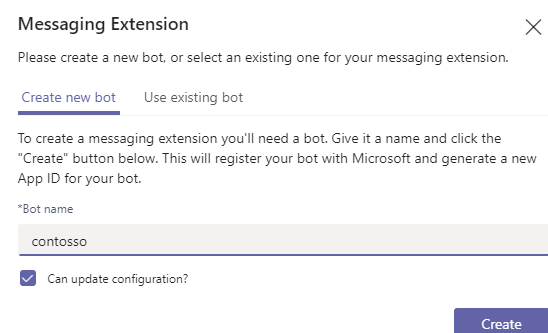 Messaging Extension
Please create a new bot, or select an existing one for your messaging extension.
Create new bot Use existing bot
To create a messaging extension you'll need a bot. Give it a name and click the
"Create" button below. This will register your bot with Microsoft and generate a new
App ID for your bot.
*Bot name
contosso
Can update configuration?
Create